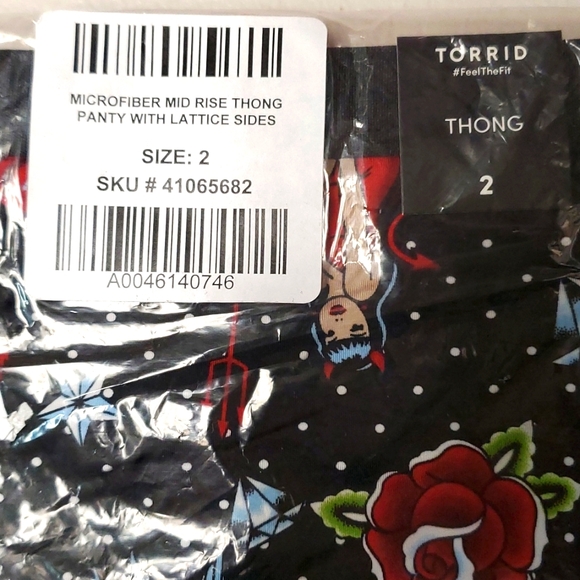 MICROFIBER MID RISE THONG
PANTY WITH LATTICE SIDES
SIZE: 2
SKU # 41065682
A0046140746
TORRID
#FeelTheFit
THONG
2